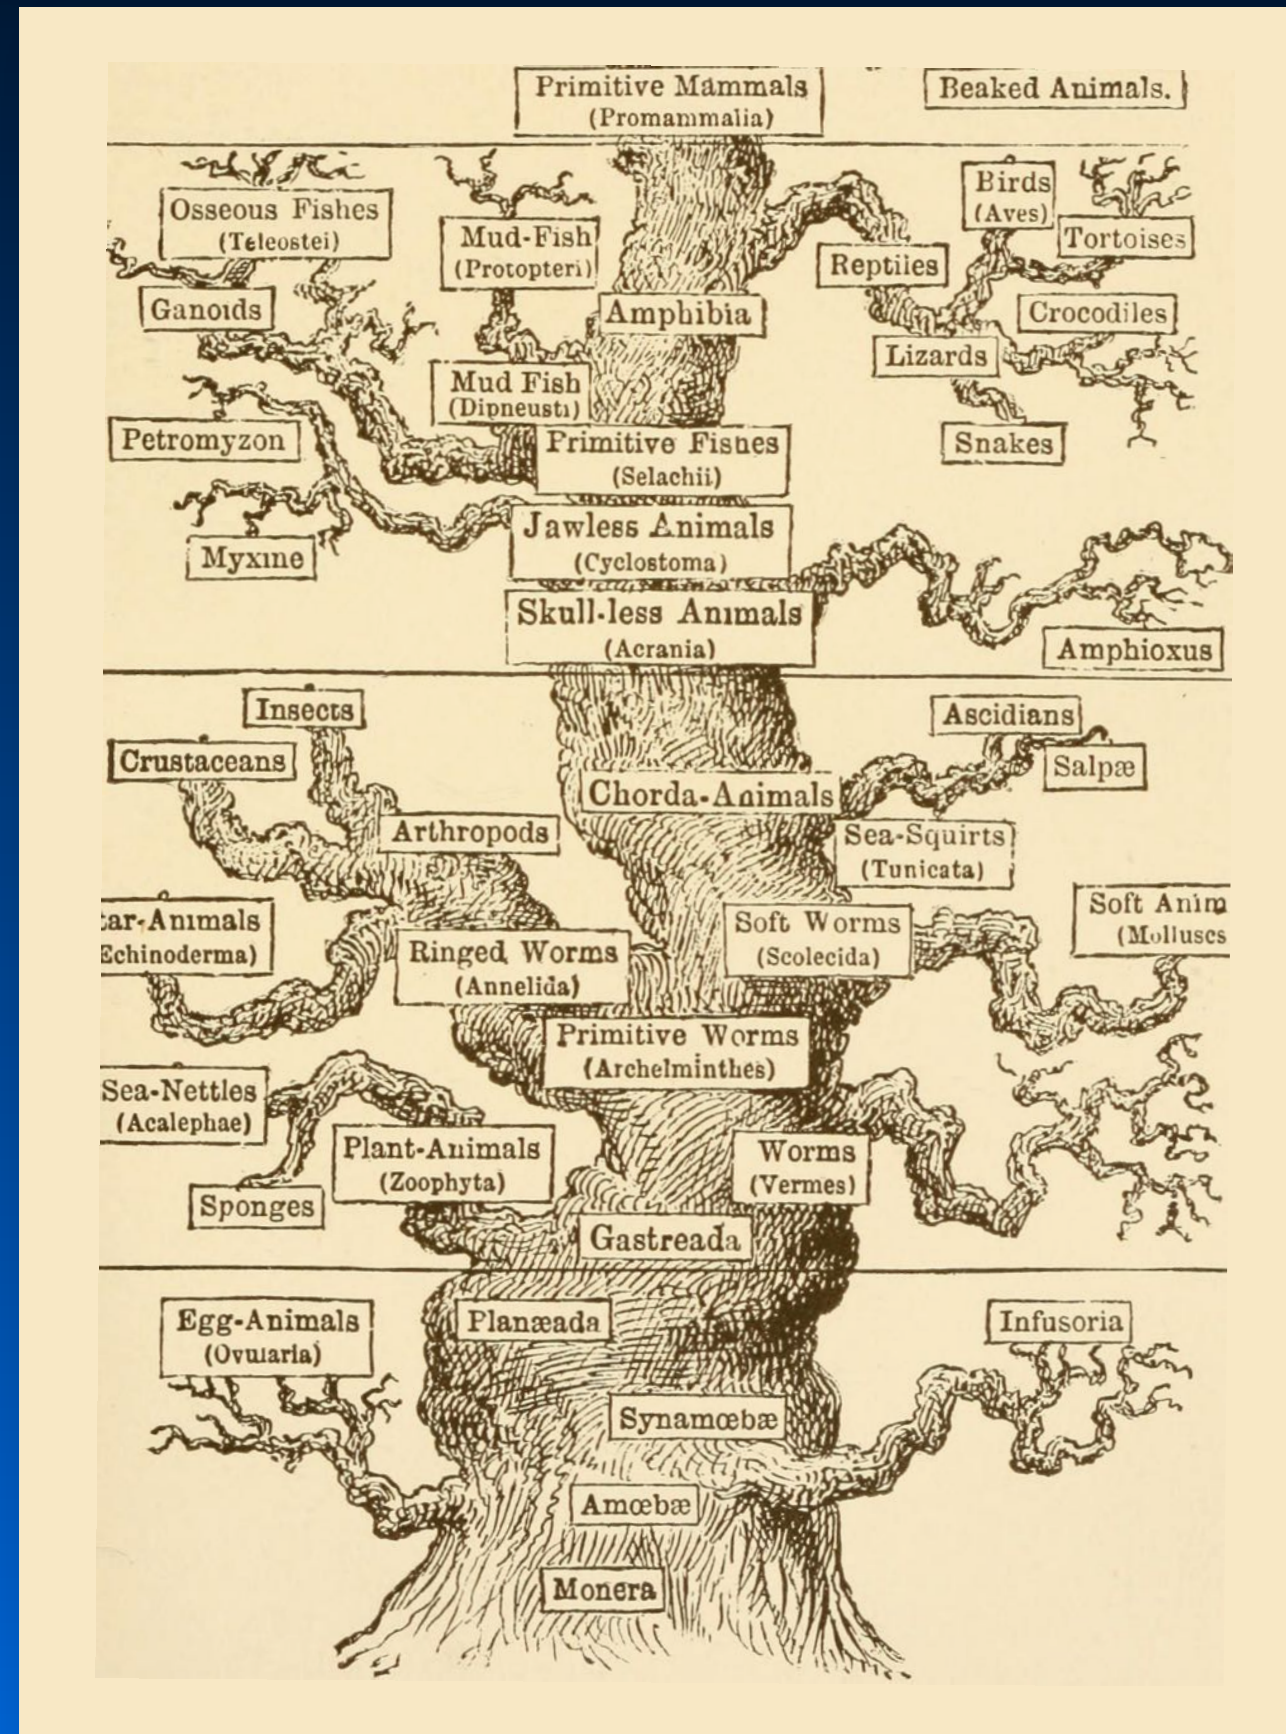 Primitive Mammals
(Promammalia)
Beaked Animals.
Osseous Fishes
(Teleostei)
Mud-Fish
(Protopteri)
Birds
(Aves)
Tortoises
Reptiles
Ganoids
Amphibia
Crocodiles
Lizards
Mud Fish
(Dipneusti)
Petromyzon
Primitive Fishes
(Selachii)
Snakes
Jawless Animals
(Cyclostoma)
Myxine
Skull-less Animals
(Acrania)
Amphioxus
Insects
Ascidians
Crustaceans
Salpæ
Chorda-Animals
Arthropods
Sea-Squirts
(Tunicata)
tar-Animals
Echinoderma)
Ringed Worms
(Annelida)
Soft Worms
(Scolecida)
Soft Anim
(Molluscs
Primitive Worms
(Archelminthes)
Sea-Nettles
(Acalephae)
Plant-Animals
(Zoophyta)
Worms
(Vermes)
Sponges
Gastreada
Egg-Animals
(Ovularia)
Planæada
Infusoria
Synamœbæ
Amœbæ
Monera